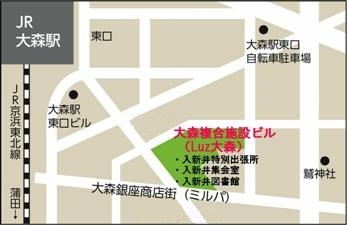 JR
大森駅
東口
大森駅東口
自転車駐車場
大森駅
東口ビル
JR京浜東北線
蒲田→
大森複合施設ビル
（Luz大森）
・入新井特別出張所
・入新井集会室
・入新井図書館
鷲神社
大森銀座商店街（ミルパ）